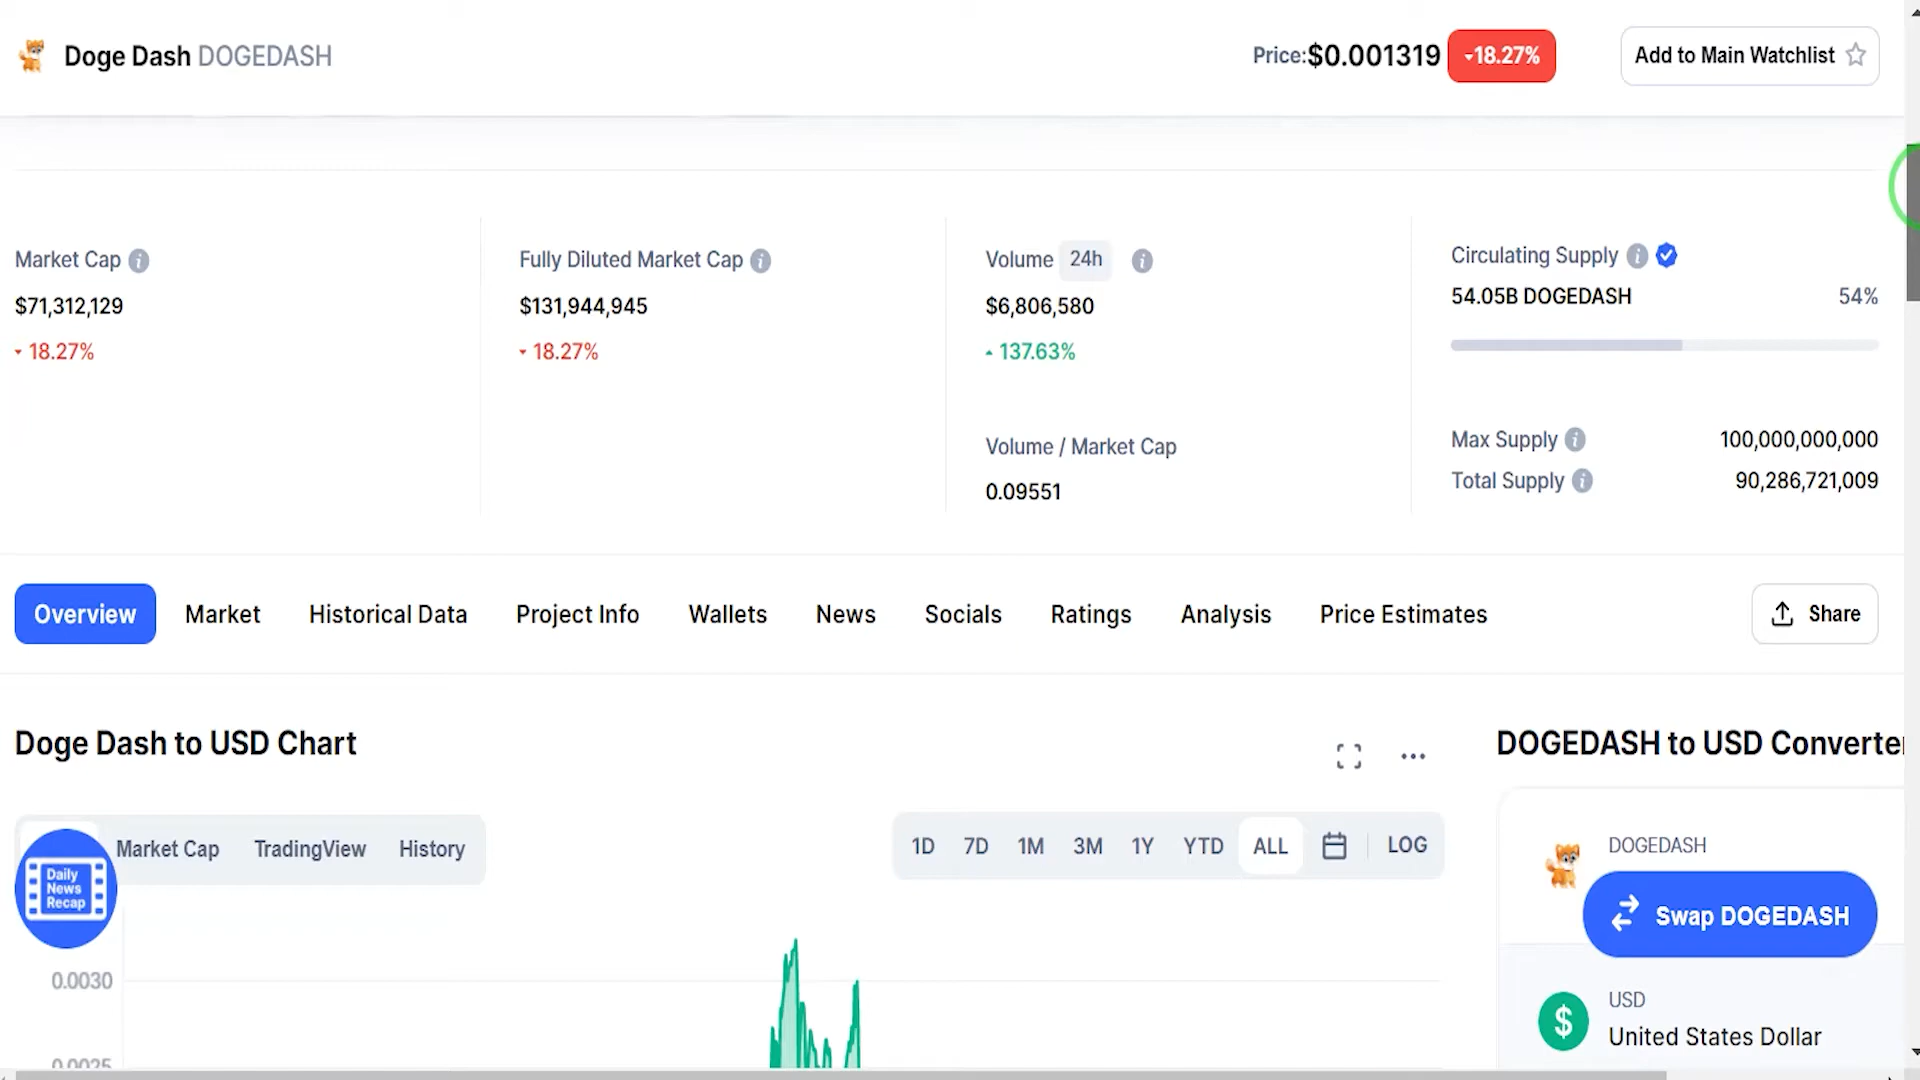 Doge Dash DOGEDASH
Price:$0.001319 18.27% Add to Main Watchlist
Market Cap
$71,312,129
18.27%
Fully Diluted Market Cap
$131,944,945
18.27%
Volume 24h
$6,806,580
137.63%
Volume / Market Cap
0.09551
Circulating Supply
54.05B DOGEDASH 54%
Max Supply 100,000,000,000
Total Supply 90,286,721,009
Overview Market Historical Data Project Info Wallets News Socials Ratings Analysis Price Estimates Share
Doge Dash to USD Chart
Market Cap TradingView History
1D 7D 1M 3M 1Y YTD ALL LOG
Daily
News
Recap
0.0030
0.0025
DOGEDASH to USD Converter
DOGEDASH
Swap DOGEDASH
$ USD
United States Dollar